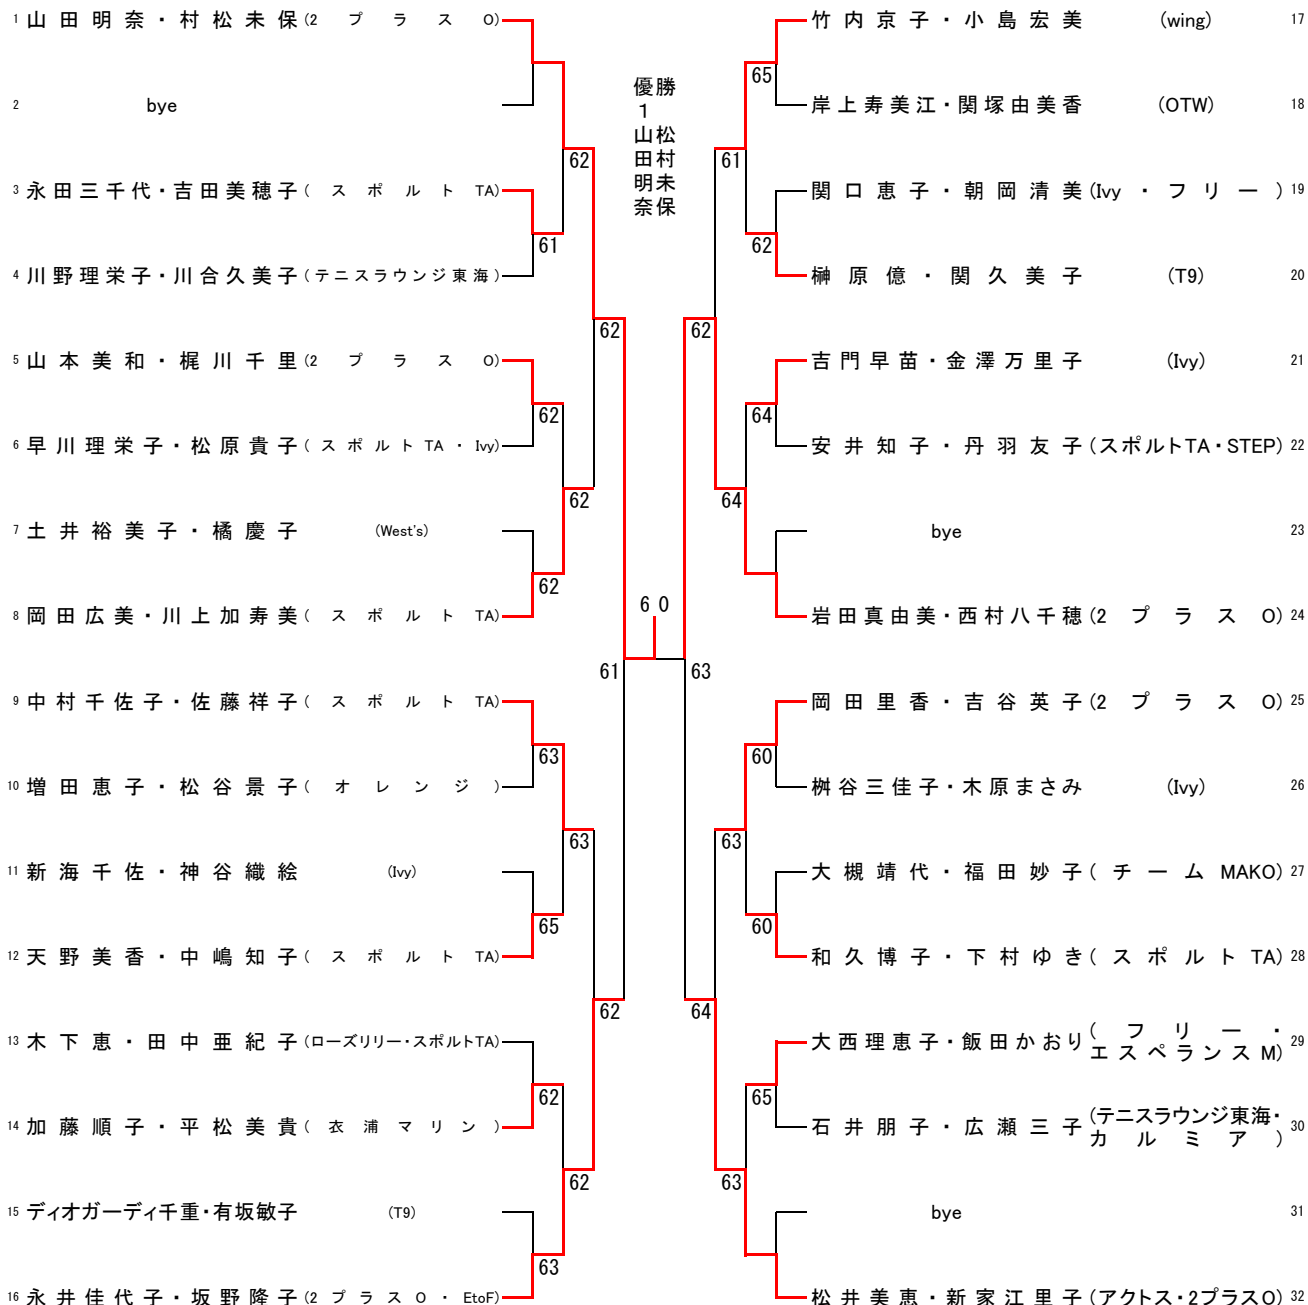 1 山田明奈・村松未保 (2プラスO)
2 bye
3 永田三千代・吉田美穂子 (スポルトTA)
4 川野理栄子・川合久美子 (テニスラウンジ東海)
5 山本美和・梶川千里 (2プラスO)
6 早川理栄子・松原貴子 (スポルトTA・Ivy)
7 土井裕美子・橘慶子 (West's)
8 岡田広美・川上加寿美 (スポルトTA)
9 中村千佐子・佐藤祥子 (スポルトTA)
10 増田恵子・松谷景子 (オレンジ)
11 新海千佐・神谷織絵 (Ivy)
12 天野美香・中嶋知子 (スポルトTA)
13 木下恵・田中亜紀子 (ローズリリー・スポルトTA)
14 加藤順子・平松美貴 (衣浦マリン)
15 ディオガーディ千重・有坂敏子 (T9)
16 永井佳代子・坂野隆子 (2プラスO・EtoF)
61
62
62
63
65
62
63
62
62
63
62
62
62
61
優勝
1 山田明奈
松村未保
60
63
62
64
61
64
63
63
65
62
64
60
60
65
竹内京子・小島宏美 (wing) 17
岸上寿美江・関塚由美香 (OTW) 18
関口恵子・朝岡清美 (Ivy・フリー) 19
榊原億・関久美子 (T9) 20
吉門早苗・金澤万里子 (Ivy) 21
安井知子・丹羽友子 (スポルトTA・STEP) 22
bye 23
岩田真由美・西村八千穂 (2プラスO) 24
岡田里香・吉谷英子 (2プラスO) 25
桝谷三佳子・木原まさみ (Ivy) 26
大槻靖代・福田妙子 (チームMAKO) 27
和久博子・下村ゆき (スポルトTA) 28
大西理恵子・飯田かおり (フリー・
エスペランスM) 29
石井朋子・広瀬三子 (テニスラウンジ東海・
カルミア) 30
bye 31
松井美恵・新家江里子 (アクトス・2プラスO) 32